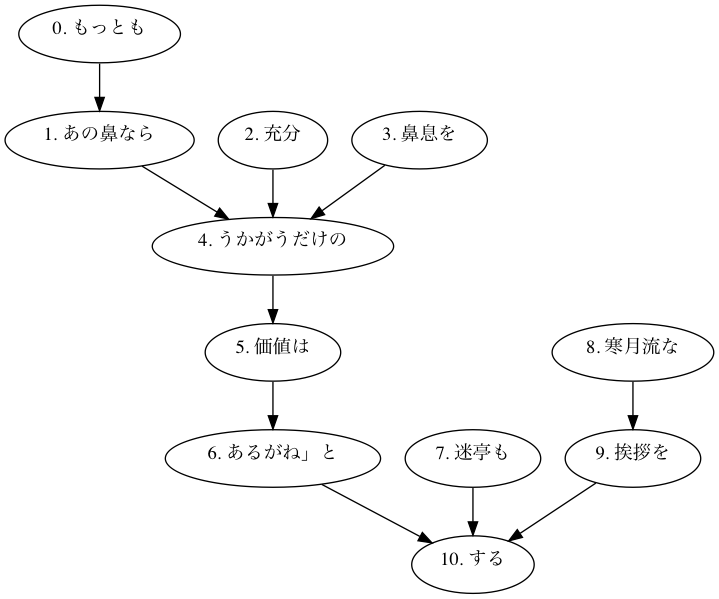 0. もっとも
1. あの鼻なら
2. 充分
3. 鼻息を
4. うかがうだけの
5. 価値は
8. 寒月流な
6. あるがね」と
7. 迷亭も
9. 挨拶を
10. する